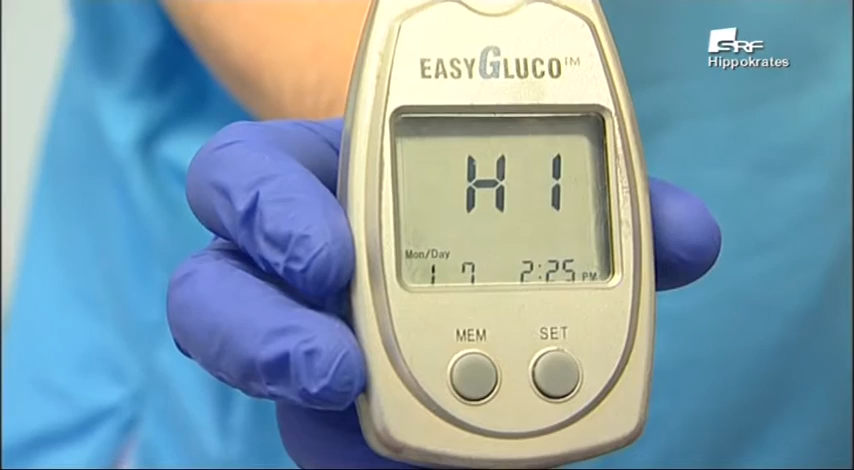 SRF
Hippokrates
EASYGLUCO™
HI
Mon/Day
1 7 2:25 PM
MEM SET